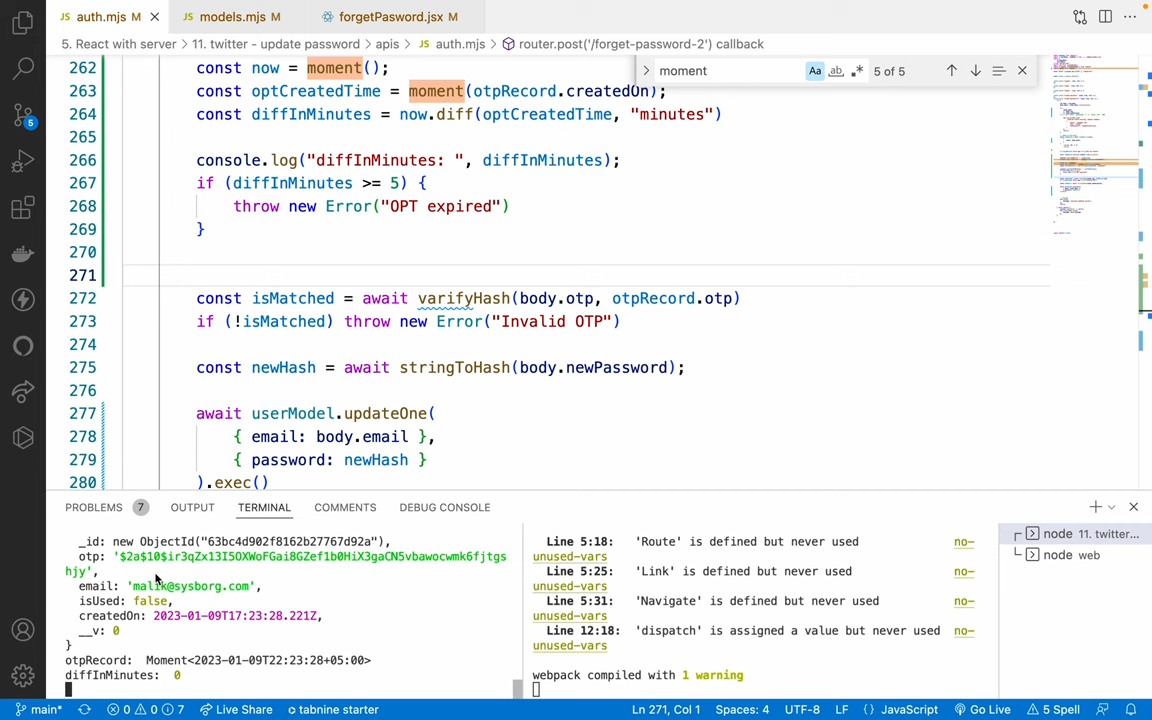 JS auth.mjs M
JS models.mjs M
forgetPasword.jsx M
5. React with server > 11. twitter - update password > apis > JS auth.mjs > router.post('/forget-password-2') callback
moment
Aa ab 5 of 5
262 const now = moment();
263 const optCreatedTime = moment(otpRecord.createdOn);
264 const diffInMinutes = now.diff(optCreatedTime, "minutes")
265
266 console.log("diffInMinutes: ", diffInMinutes);
267 if (diffInMinutes >= 5) {
268 throw new Error("OPT expired")
269 }
270
271
272 const isMatched = await varifyHash(body.otp, otpRecord.otp)
273 if (!isMatched) throw new Error("Invalid OTP")
274
275 const newHash = await stringToHash(body.newPassword);
276
277 await userModel.updateOne(
278 { email: body.email },
279 { password: newHash }
280 ).exec()
5
PROBLEMS 7 OUTPUT TERMINAL COMMENTS DEBUG CONSOLE
_id: new ObjectId("63bc4d902f8162b27767d92a"),
otp: '$2a$10$ir3qZx13I5OXWoFGai8GZef1b0HiX3gaCN5vbawocwmk6fjtgs
hjy',
email: 'malik@sysborg.com',
isUsed: false,
createdOn: 2023-01-09T17:23:28.221Z,
__v: 0
}
otpRecord: Moment<2023-01-09T22:23:28+05:00>
diffInMinutes: 0
Line 5:18: 'Route' is defined but never used no-
unused-vars
Line 5:25: 'Link' is defined but never used no-
unused-vars
Line 5:31: 'Navigate' is defined but never used no-
unused-vars
Line 12:18: 'dispatch' is assigned a value but never used no-
unused-vars
webpack compiled with 1 warning
node 11. twitter...
node web
main* 0 0 7 Live Share tabnine starter Ln 271, Col 1 Spaces: 4 UTF-8 LF {} JavaScript Go Live 5 Spell